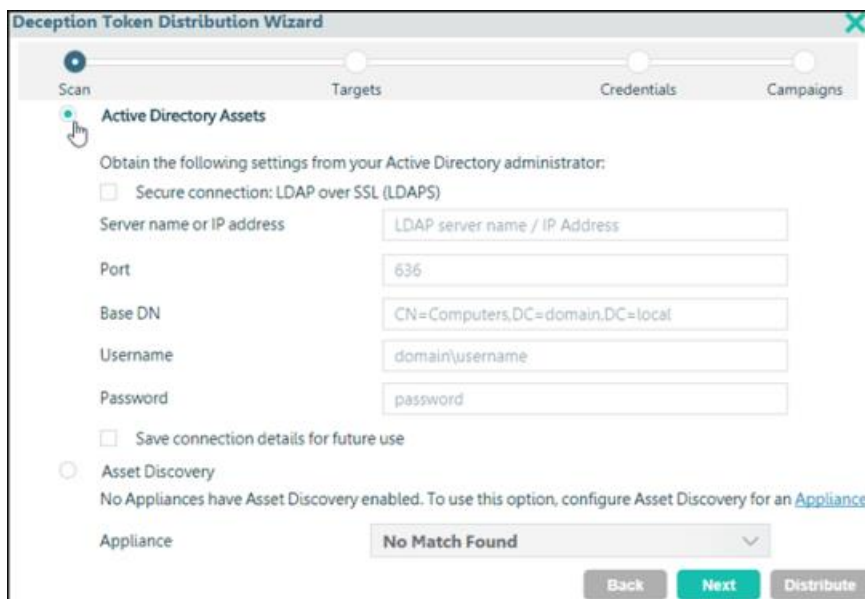 Deception Token Distribution Wizard
Scan Targets Credentials Campaigns
Active Directory Assets
Obtain the following settings from your Active Directory administrator:
Secure connection: LDAP over SSL (LDAPS)
Server name or IP address LDAP server name / IP Address
Port 636
Base DN CN=Computers,DC=domain,DC=local
Username domain\username
Password password
Save connection details for future use
Asset Discovery
No Appliances have Asset Discovery enabled. To use this option, configure Asset Discovery for an Appliance
Appliance No Match Found
Back Next Distribute